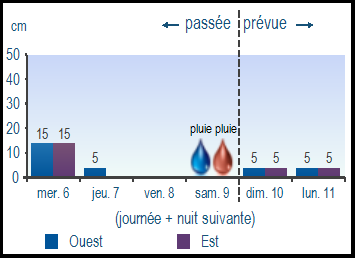 ← passée prévue →
cm
50
40
30
20
10
0
15 15 5 pluie pluie 5 5 5 5
mer. 6 jeu. 7 ven. 8 sam. 9 dim. 10 lun. 11
(journée + nuit suivante)
Ouest Est